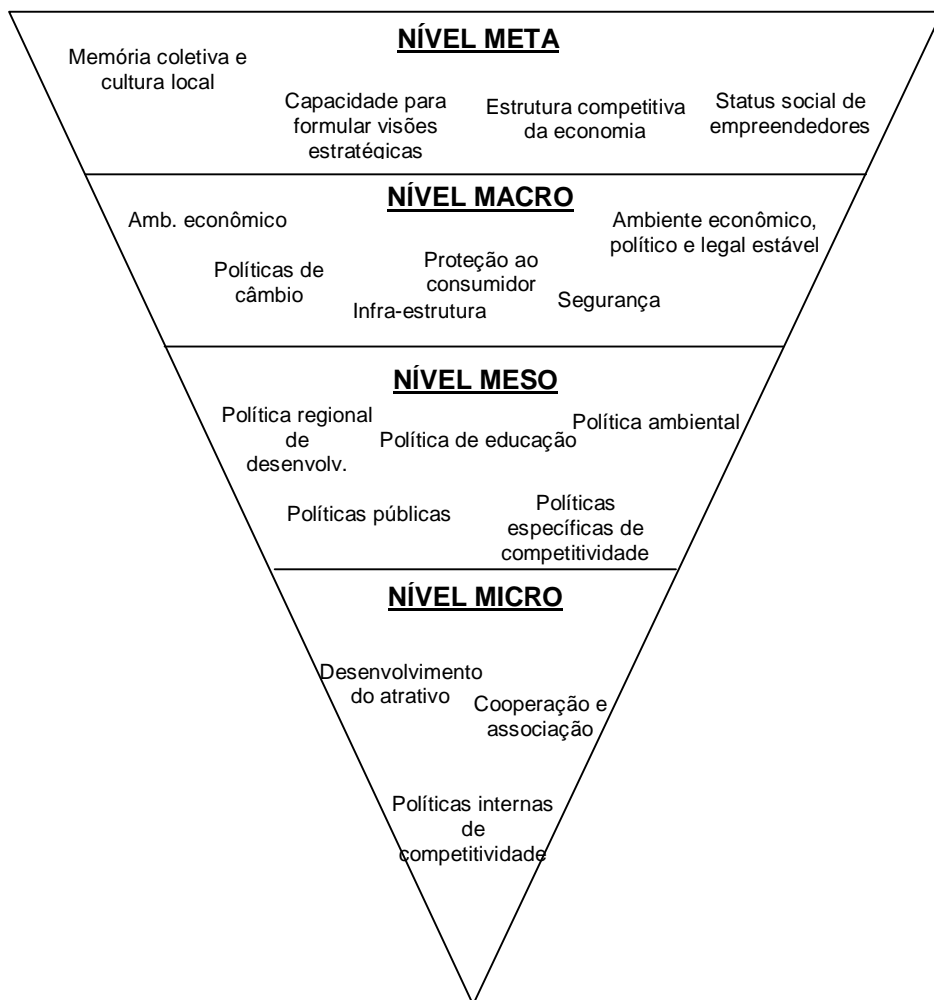 NÍVEL META
Memória coletiva e
cultura local
Capacidade para
formular visões
estratégicas
Estrutura competitiva
da economia
Status social de
empreendedores
NÍVEL MACRO
Amb. econômico
Ambiente econômico,
político e legal estável
Políticas de
câmbio
Proteção ao
consumidor
Infra-estrutura
Segurança
NÍVEL MESO
Política regional
de
desenvolv.
Política de educação
Política ambiental
Políticas públicas
Políticas
específicas de
competitividade
NÍVEL MICRO
Desenvolvimento
do atrativo
Cooperação e
associação
Políticas internas
de
competitividade